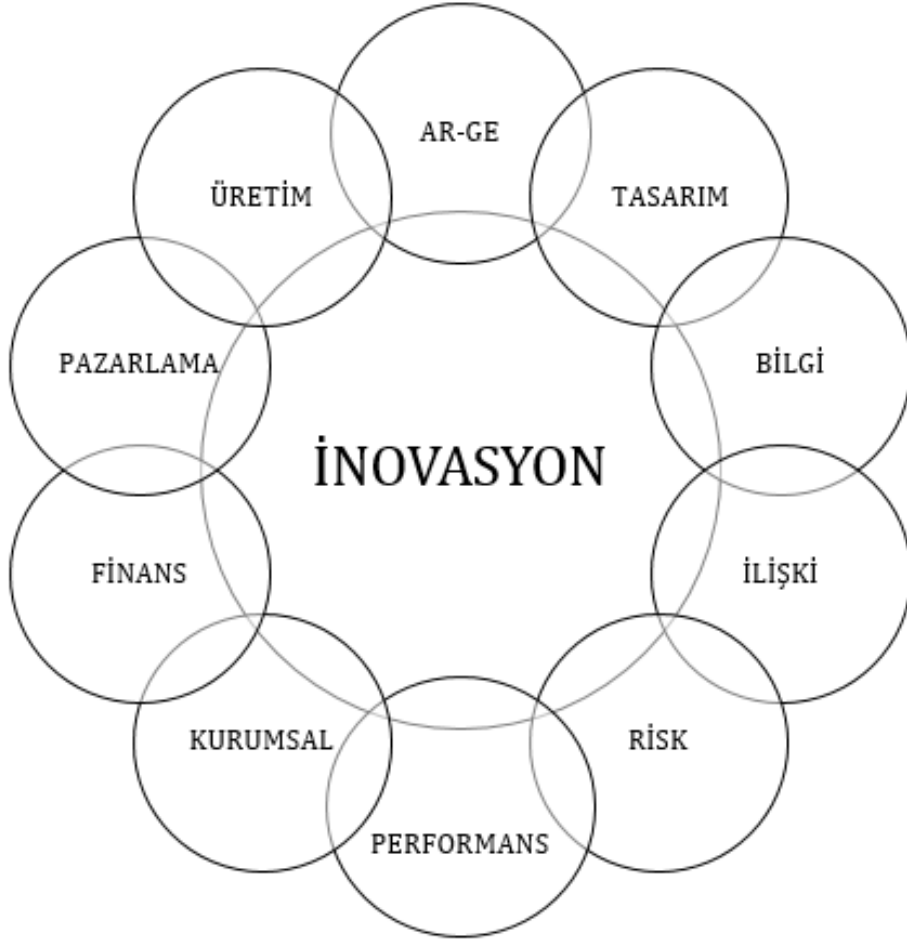 AR-GE
ÜRETİM
TASARIM
PAZARLAMA
BİLGİ
İNOVASYON
FİNANS
İLİŞKİ
KURUMSAL
RİSK
PERFORMANS